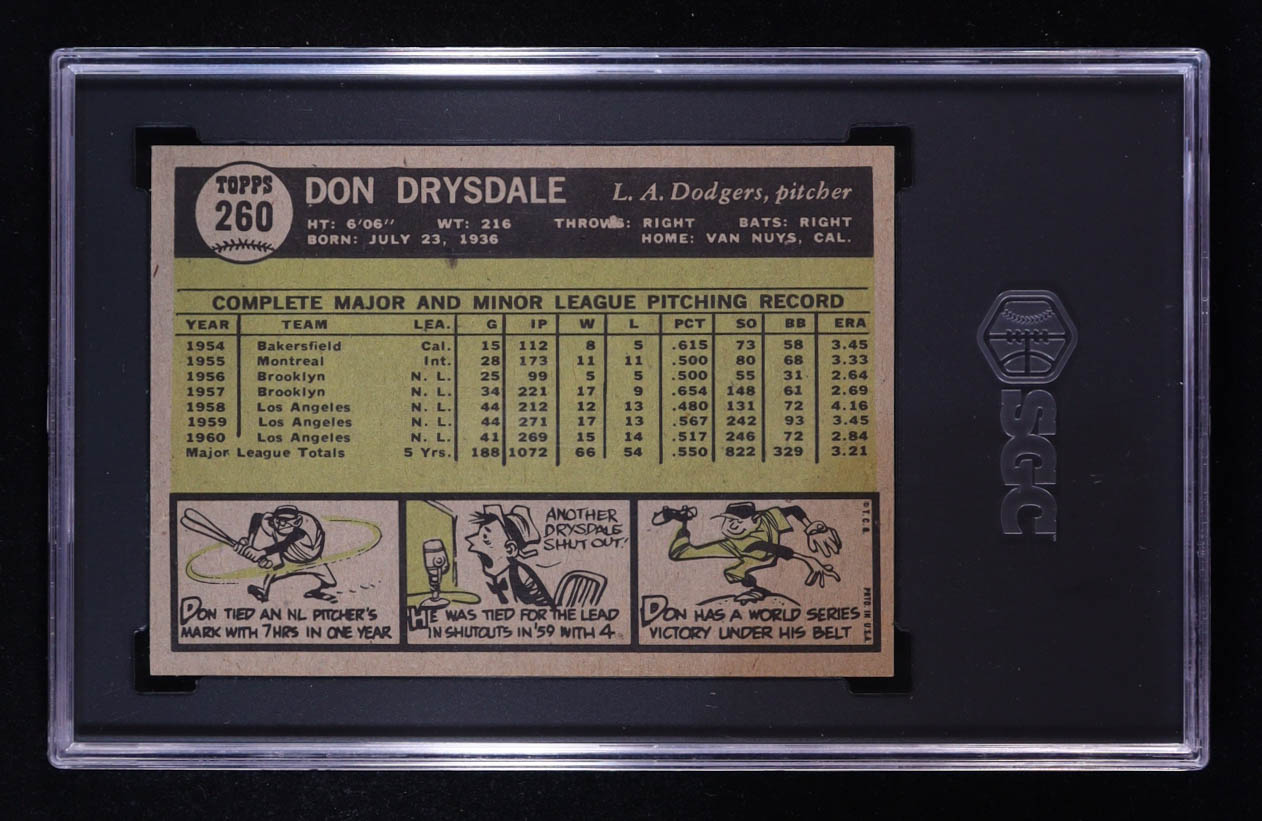 TOPPS
260
DON DRYSDALE L. A. Dodgers, pitcher
HT: 6'06" WT: 216 THROWS: RIGHT BATS: RIGHT
BORN: JULY 23, 1936 HOME: VAN NUYS, CAL.
COMPLETE MAJOR AND MINOR LEAGUE PITCHING RECORD
YEAR TEAM LEA. G IP W L PCT SO BB ERA
1954 Bakersfield Cal. 15 112 8 5 .615 73 58 3.45
1955 Montreal Int. 28 173 11 11 .500 80 68 3.33
1956 Brooklyn N. L. 25 99 5 5 .500 55 31 2.64
1957 Brooklyn N. L. 34 221 17 9 .654 148 61 2.69
1958 Los Angeles N. L. 44 212 12 13 .480 131 72 4.16
1959 Los Angeles N. L. 44 271 17 13 .567 242 93 3.45
1960 Los Angeles N. L. 41 269 15 14 .517 246 72 2.84
Major League Totals 5 Yrs. 188 1072 66 54 .550 822 329 3.21
DON TIED AN NL PITCHER'S
MARK WITH 7HRS IN ONE YEAR
ANOTHER
DRYSDALE
SHUT OUT!
HE WAS TIED FOR THE LEAD
IN SHUTOUTS IN '59 WITH 4
DON HAS A WORLD SERIES
VICTORY UNDER HIS BELT
© T.C.G.
PRTD. IN U.S.A.
SGC